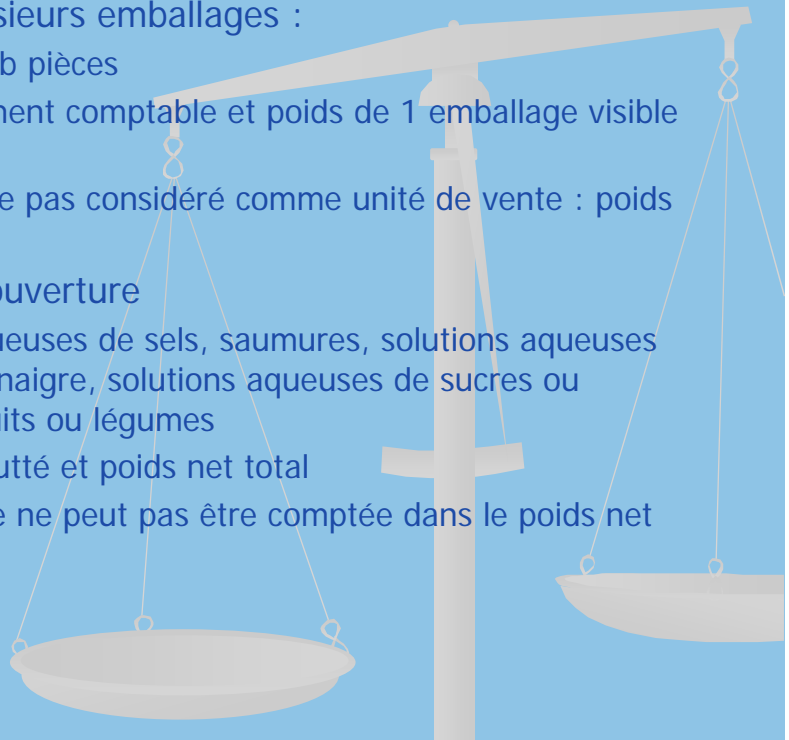 sieurs emballages :
b pièces
ment comptable et poids de 1 emballage visible
e pas considéré comme unité de vente : poids
ouverture
ueuses de sels, saumures, solutions aqueuses
naigre, solutions aqueuses de sucres ou
uits ou légumes
utté et poids net total
e ne peut pas être comptée dans le poids net